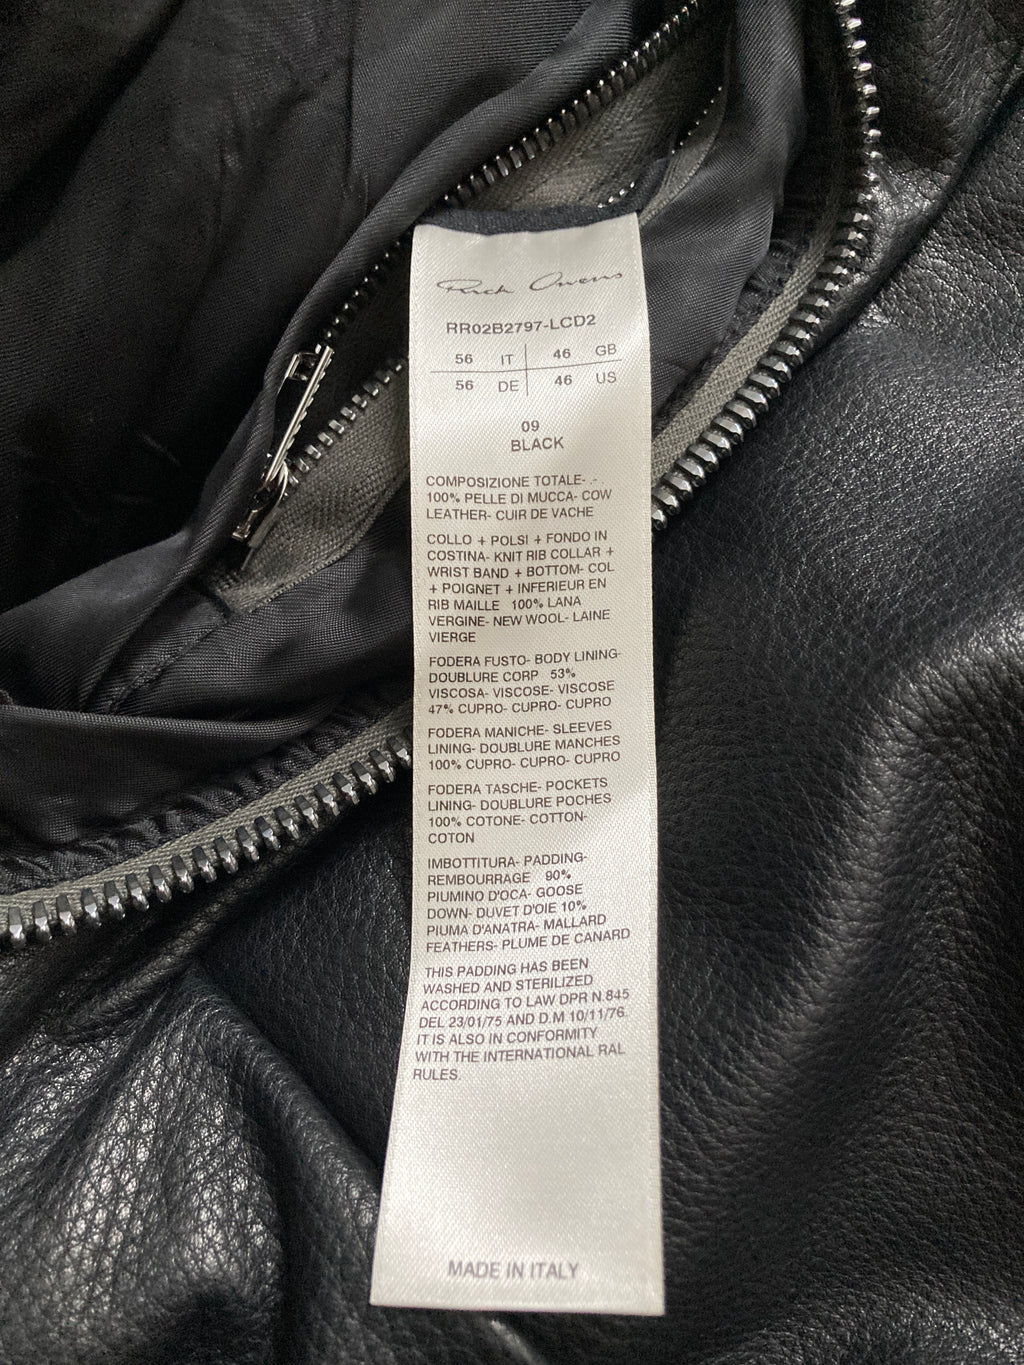 Rick Owens
RR02B2797-LCD2
56 IT 46 GB
56 DE 46 US
09
BLACK
COMPOSIZIONE TOTALE- .- .
100% PELLE DI MUCCA- COW
LEATHER- CUIR DE VACHE
COLLO + POLSI + FONDO IN
COSTINA- KNIT RIB COLLAR +
WRIST BAND + BOTTOM- COL
+ POIGNET + INFERIEUR EN
RIB MAILLE 100% LANA
VERGINE- NEW WOOL- LAINE
VIERGE
FODERA FUSTO- BODY LINING-
DOUBLURE CORP 53%
VISCOSA- VISCOSE- VISCOSE
47% CUPRO- CUPRO- CUPRO
FODERA MANICHE- SLEEVES
LINING- DOUBLURE MANCHES
100% CUPRO- CUPRO- CUPRO
FODERA TASCHE- POCKETS
LINING- DOUBLURE POCHES
100% COTONE- COTTON-
COTON
IMBOTTITURA- PADDING-
REMBOURRAGE 90%
PIUMINO D'OCA- GOOSE
DOWN- DUVET D'OIE 10%
PIUMA D'ANATRA- MALLARD
FEATHERS- PLUME DE CANARD
THIS PADDING HAS BEEN
WASHED AND STERILIZED
ACCORDING TO LAW DPR N.845
DEL 23/01/75 AND D.M 10/11/76.
IT IS ALSO IN CONFORMITY
WITH THE INTERNATIONAL RAL
RULES.
MADE IN ITALY